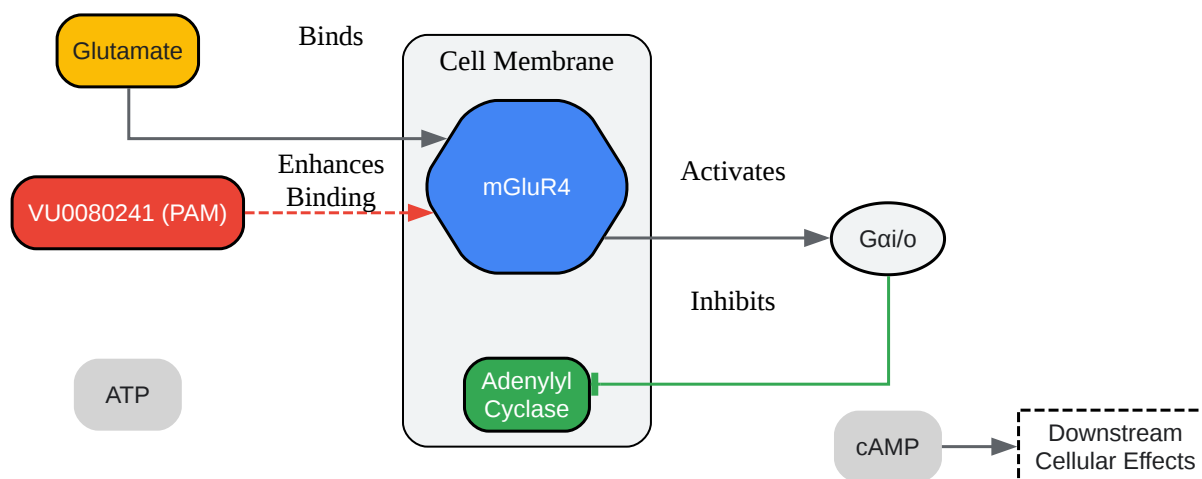 Glutamate
Binds
Cell Membrane
Enhances
Binding
VU0080241 (PAM)
mGluR4
Activates
Gαi/o
Inhibits
ATP
Adenylyl
Cyclase
cAMP
Downstream
Cellular Effects